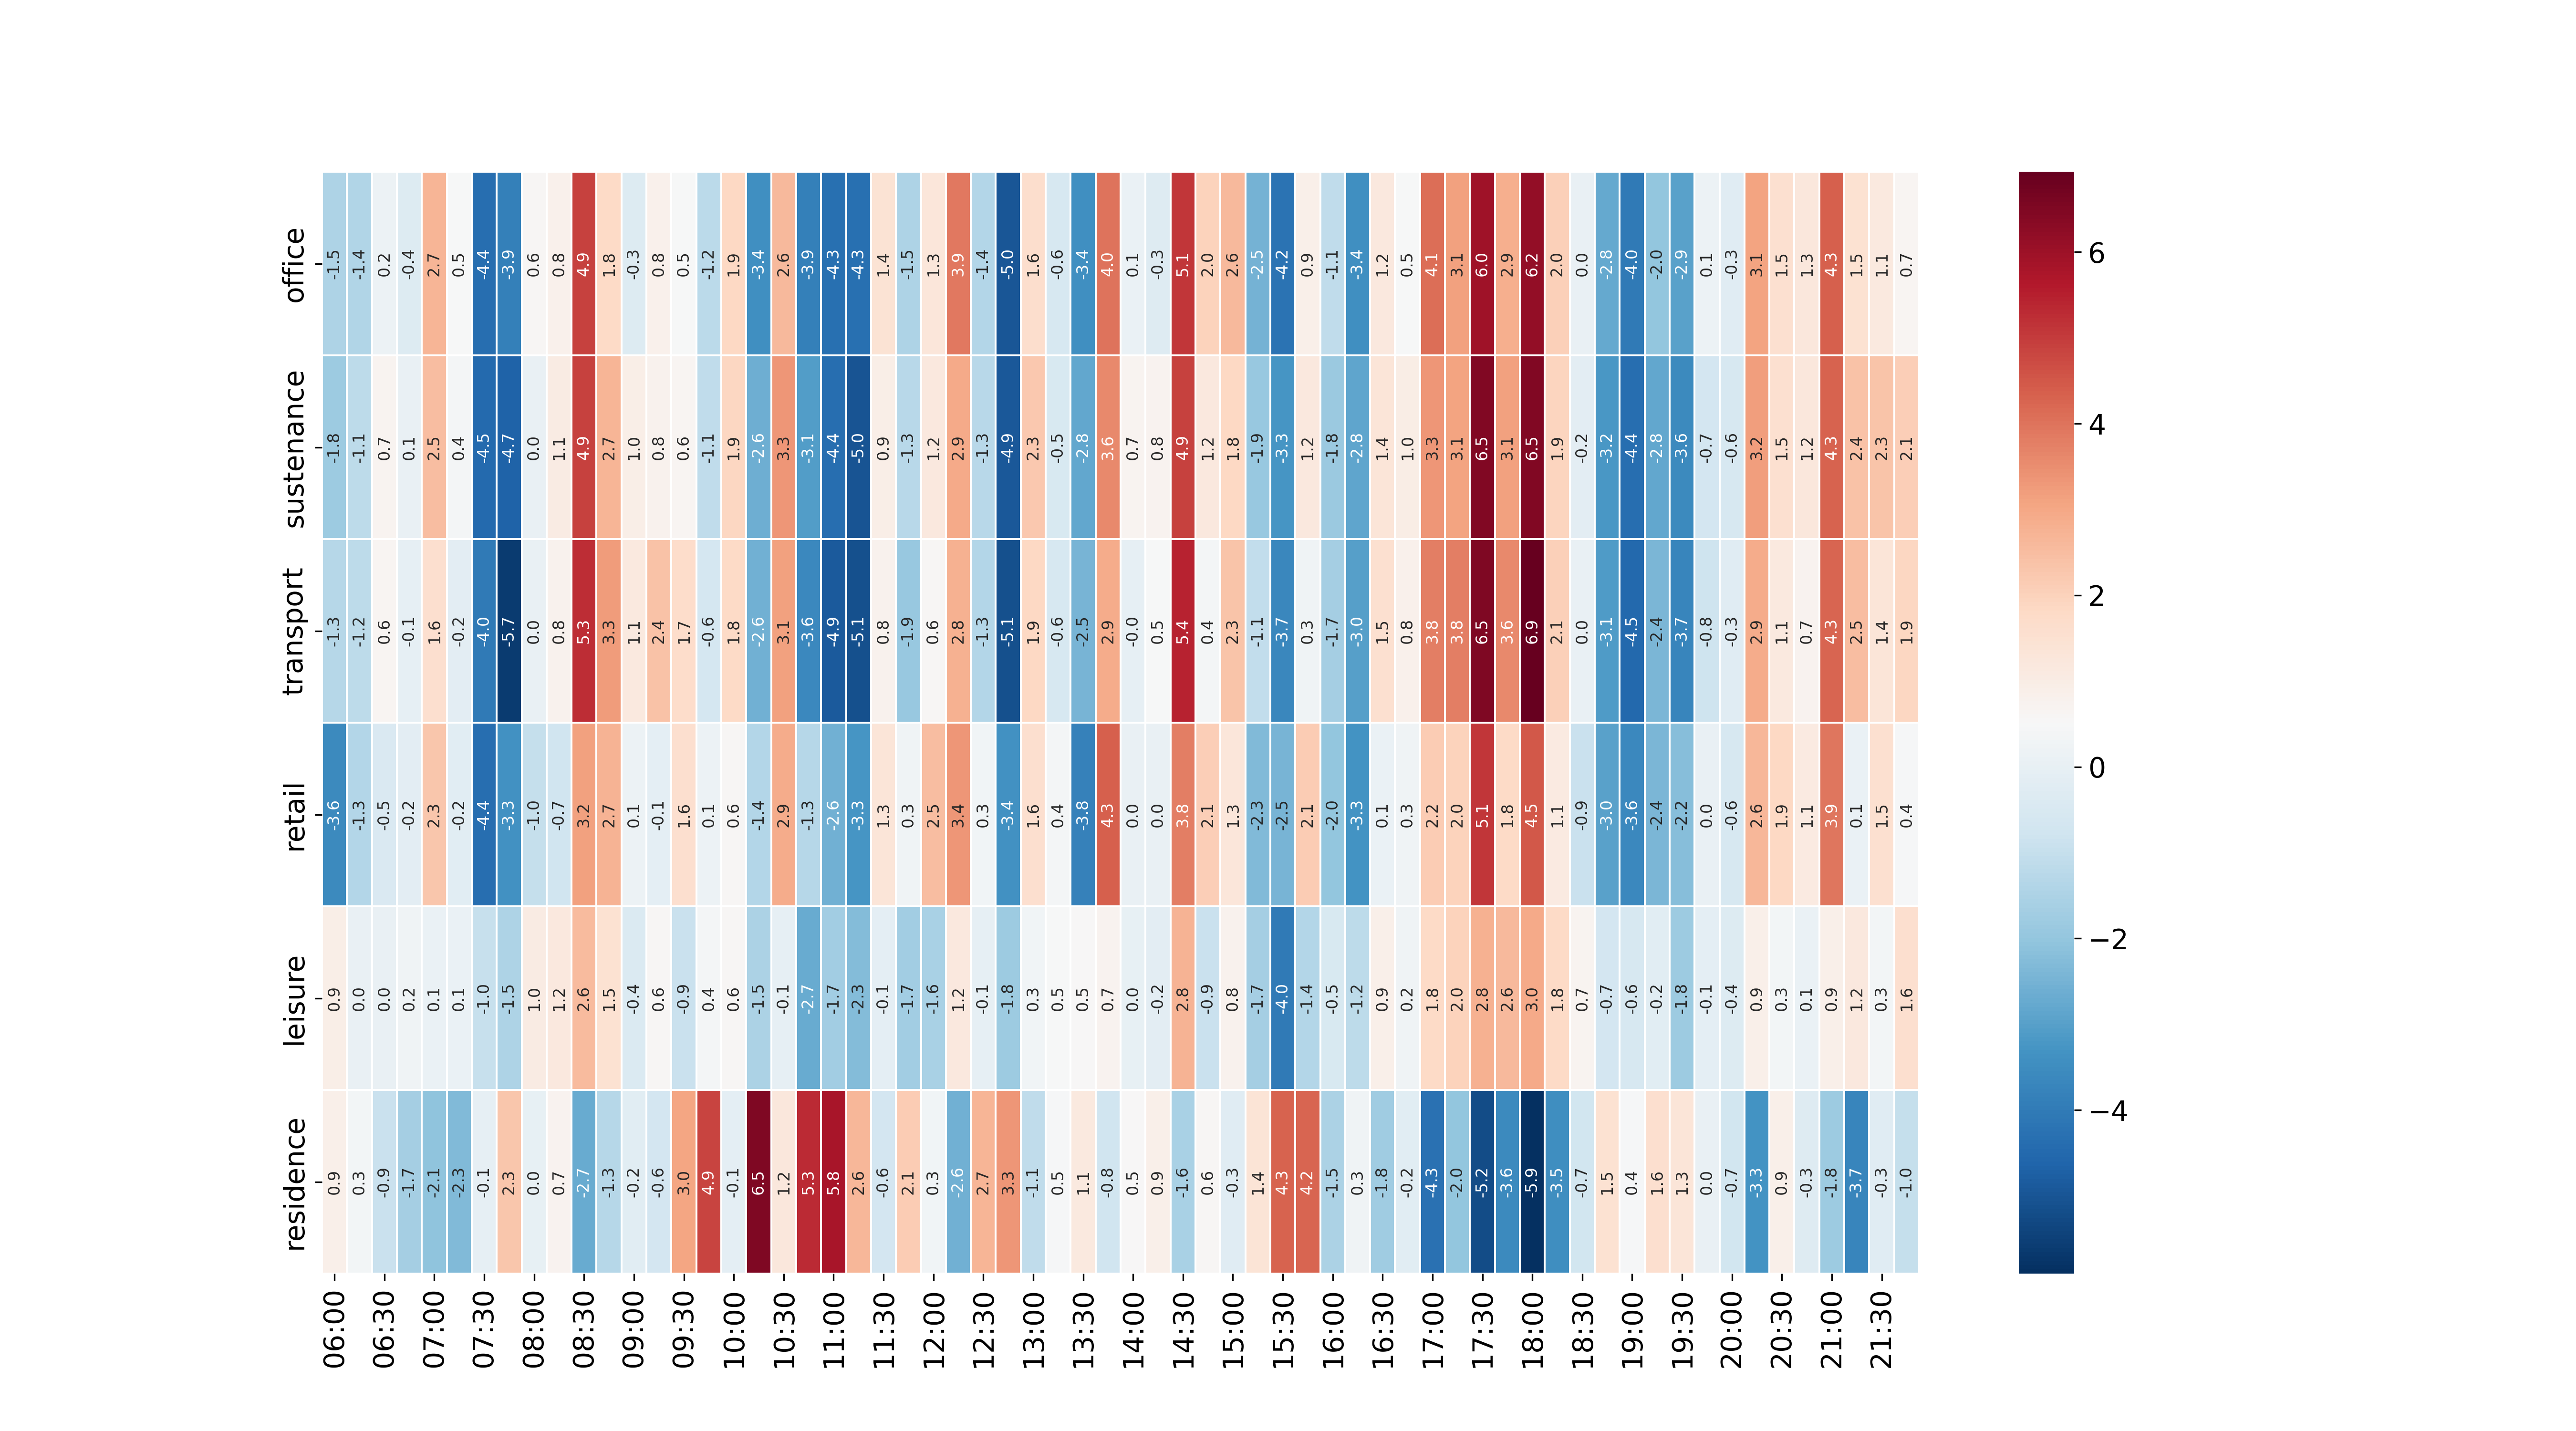 office -1.5 -1.4 0.2 -0.4 2.7 0.5 -4.4 -3.9 0.6 0.8 4.9 1.8 -0.3 0.8 0.5 -1.2 1.9 -3.4 2.6 -3.9 -4.3 -4.3 1.4 -1.5 1.3 3.9 -1.4 -5.0 1.6 -0.6 -3.4 4.0 0.1 -0.3 5.1 2.0 2.6 -2.5 -4.2 0.9 -1.1 -3.4 1.2 0.5 4.1 3.1 6.0 2.9 6.2 2.0 0.0 -2.8 -4.0 -2.0 -2.9 0.1 -0.3 3.1 1.5 1.3 4.3 1.5 1.1 0.7
sustenance -1.8 -1.1 0.7 0.1 2.5 0.4 -4.5 -4.7 0.0 1.1 4.9 2.7 1.0 0.8 0.6 -1.1 1.9 -2.6 3.3 -3.1 -4.4 -5.0 0.9 -1.3 1.2 2.9 -1.3 -4.9 2.3 -0.5 -2.8 3.6 0.7 0.8 4.9 1.2 1.8 -1.9 -3.3 1.2 -1.8 -2.8 1.4 1.0 3.3 3.1 6.5 3.1 6.5 1.9 -0.2 -3.2 -4.4 -2.8 -3.6 -0.7 -0.6 3.2 1.5 1.2 4.3 2.4 2.3 2.1
transport -1.3 -1.2 0.6 -0.1 1.6 -0.2 -4.0 -5.7 0.0 0.8 5.3 3.3 1.1 2.4 1.7 -0.6 1.8 -2.6 3.1 -3.6 -4.9 -5.1 0.8 -1.9 0.6 2.8 -1.3 -5.1 1.9 -0.6 -2.5 2.9 -0.0 0.5 5.4 0.4 2.3 -1.1 -3.7 0.3 -1.7 -3.0 1.5 0.8 3.8 3.8 6.5 3.6 6.9 2.1 0.0 -3.1 -4.5 -2.4 -3.7 -0.8 -0.3 2.9 1.1 0.7 4.3 2.5 1.4 1.9
retail -3.6 -1.3 -0.5 -0.2 2.3 -0.2 -4.4 -3.3 -1.0 -0.7 3.2 2.7 0.1 -0.1 1.6 0.1 0.6 -1.4 2.9 -1.3 -2.6 -3.3 1.3 0.3 2.5 3.4 0.3 -3.4 1.6 0.4 -3.8 4.3 0.0 0.0 3.8 2.1 1.3 -2.3 -2.5 2.1 -2.0 -3.3 0.1 0.3 2.2 2.0 5.1 1.8 4.5 1.1 -0.9 -3.0 -3.6 -2.4 -2.2 0.0 -0.6 2.6 1.9 1.1 3.9 0.1 1.5 0.4
leisure 0.9 0.0 0.0 0.2 0.1 0.1 -1.0 -1.5 1.0 1.2 2.6 1.5 -0.4 0.6 -0.9 0.4 0.6 -1.5 -0.1 -2.7 -1.7 -2.3 -0.1 -1.7 -1.6 1.2 -0.1 -1.8 0.3 0.5 0.5 0.7 0.0 -0.2 2.8 -0.9 0.8 -1.7 -4.0 -1.4 -0.5 -1.2 0.9 0.2 1.8 2.0 2.8 2.6 3.0 1.8 0.7 -0.7 -0.6 -0.2 -1.8 -0.1 -0.4 0.9 0.3 0.1 0.9 1.2 0.3 1.6
residence 0.9 0.3 -0.9 -1.7 -2.1 -2.3 -0.1 2.3 0.0 0.7 -2.7 -1.3 -0.2 -0.6 3.0 4.9 -0.1 6.5 1.2 5.3 5.8 2.6 -0.6 2.1 0.3 -2.6 2.7 3.3 -1.1 0.5 1.1 -0.8 0.5 0.9 -1.6 0.6 -0.3 1.4 4.3 4.2 -1.5 0.3 -1.8 -0.2 -4.3 -2.0 -5.2 -3.6 -5.9 -3.5 -0.7 1.5 0.4 1.6 1.3 0.0 -0.7 -3.3 0.9 -0.3 -1.8 -3.7 -0.3 -1.0
06:00 06:30 07:00 07:30 08:00 08:30 09:00 09:30 10:00 10:30 11:00 11:30 12:00 12:30 13:00 13:30 14:00 14:30 15:00 15:30 16:00 16:30 17:00 17:30 18:00 18:30 19:00 19:30 20:00 20:30 21:00 21:30
6
4
2
0
−2
−4